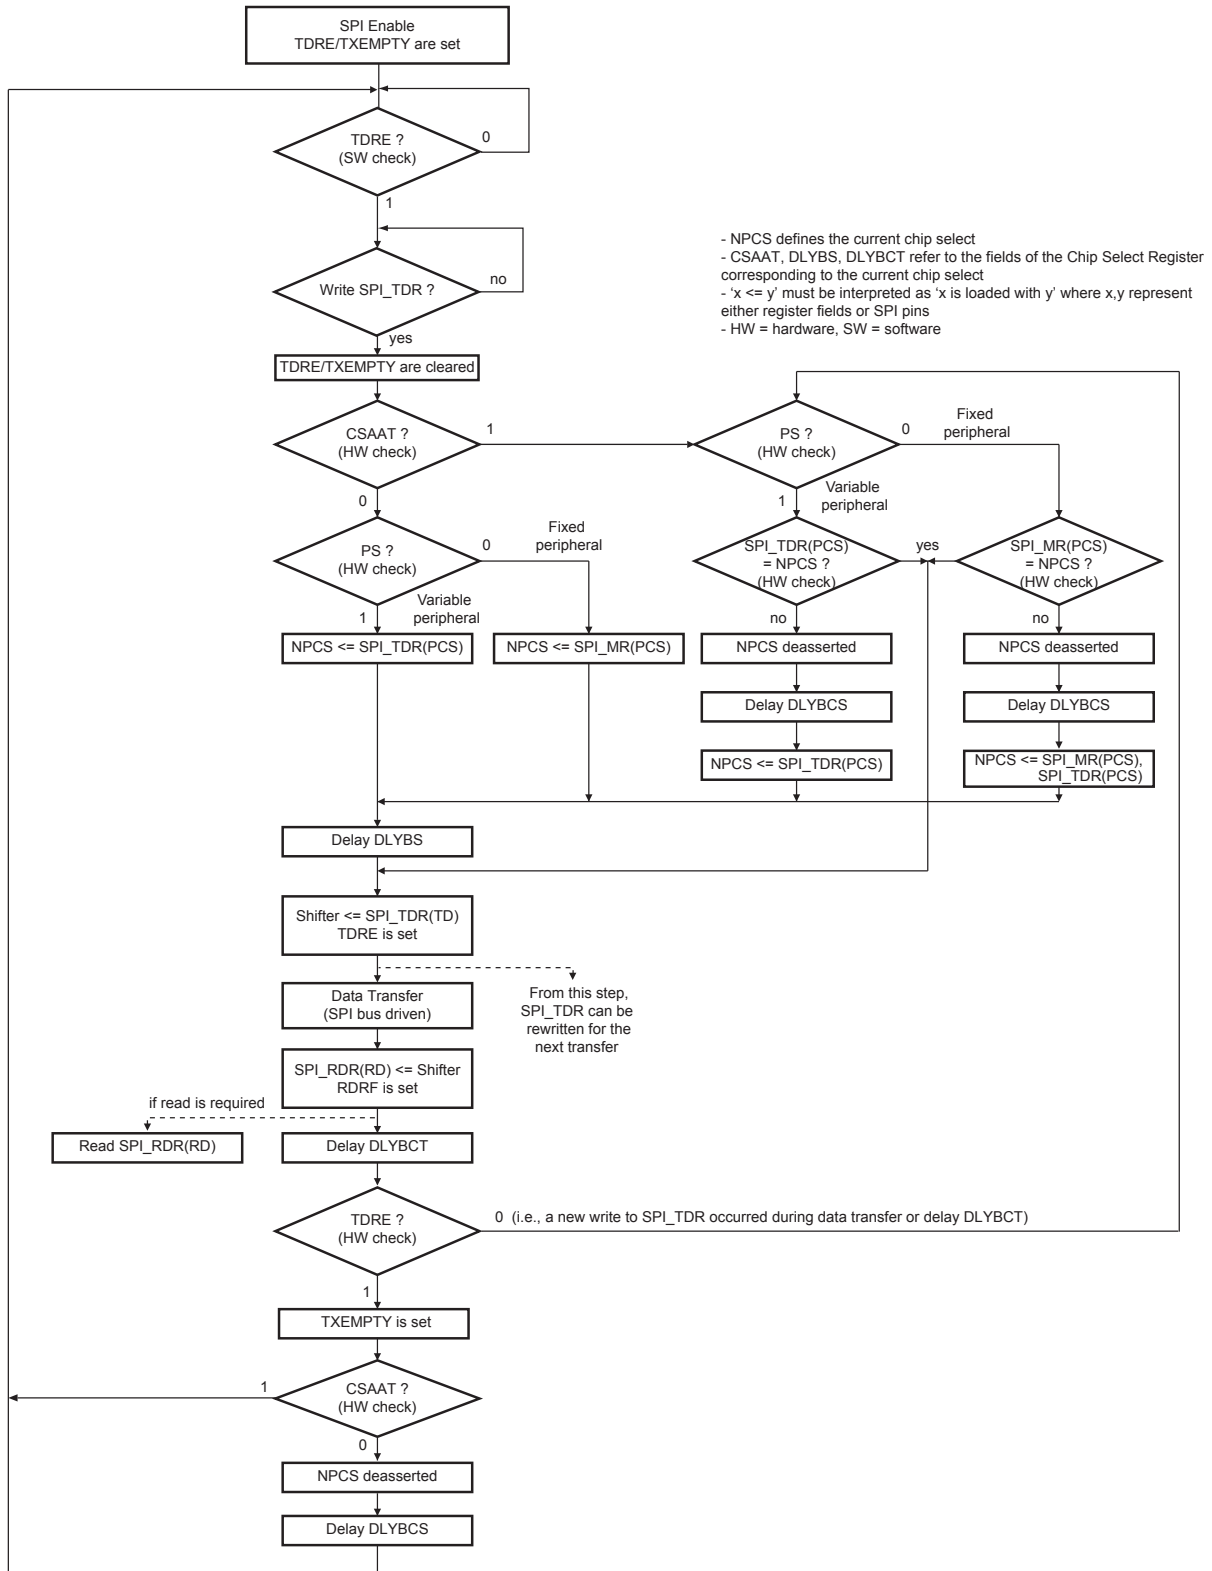 SPI Enable
TDRE/TXEMPTY are set
TDRE ?
(SW check)
0
1
- NPCS defines the current chip select
- CSAAT, DLYBS, DLYBCT refer to the fields of the Chip Select Register
corresponding to the current chip select
- ‘x <= y’ must be interpreted as ‘x is loaded with y’ where x,y represent
either register fields or SPI pins
- HW = hardware, SW = software
Write SPI_TDR ?
no
yes
TDRE/TXEMPTY are cleared
CSAAT ?
(HW check)
1
0
PS ?
(HW check)
0
Fixed
peripheral
1
Variable
peripheral
PS ?
(HW check)
0
Fixed
peripheral
1
Variable
peripheral
SPI_TDR(PCS)
= NPCS ?
(HW check)
yes
SPI_MR(PCS)
= NPCS ?
(HW check)
no
no
NPCS <= SPI_TDR(PCS)
NPCS <= SPI_MR(PCS)
NPCS deasserted
NPCS deasserted
Delay DLYBCS
Delay DLYBCS
NPCS <= SPI_TDR(PCS)
NPCS <= SPI_MR(PCS),
SPI_TDR(PCS)
Delay DLYBS
Shifter <= SPI_TDR(TD)
TDRE is set
Data Transfer
(SPI bus driven)
From this step,
SPI_TDR can be
rewritten for the
next transfer
SPI_RDR(RD) <= Shifter
RDRF is set
if read is required
Read SPI_RDR(RD)
Delay DLYBCT
TDRE ?
(HW check)
0 (i.e., a new write to SPI_TDR occurred during data transfer or delay DLYBCT)
1
TXEMPTY is set
CSAAT ?
(HW check)
1
0
NPCS deasserted
Delay DLYBCS